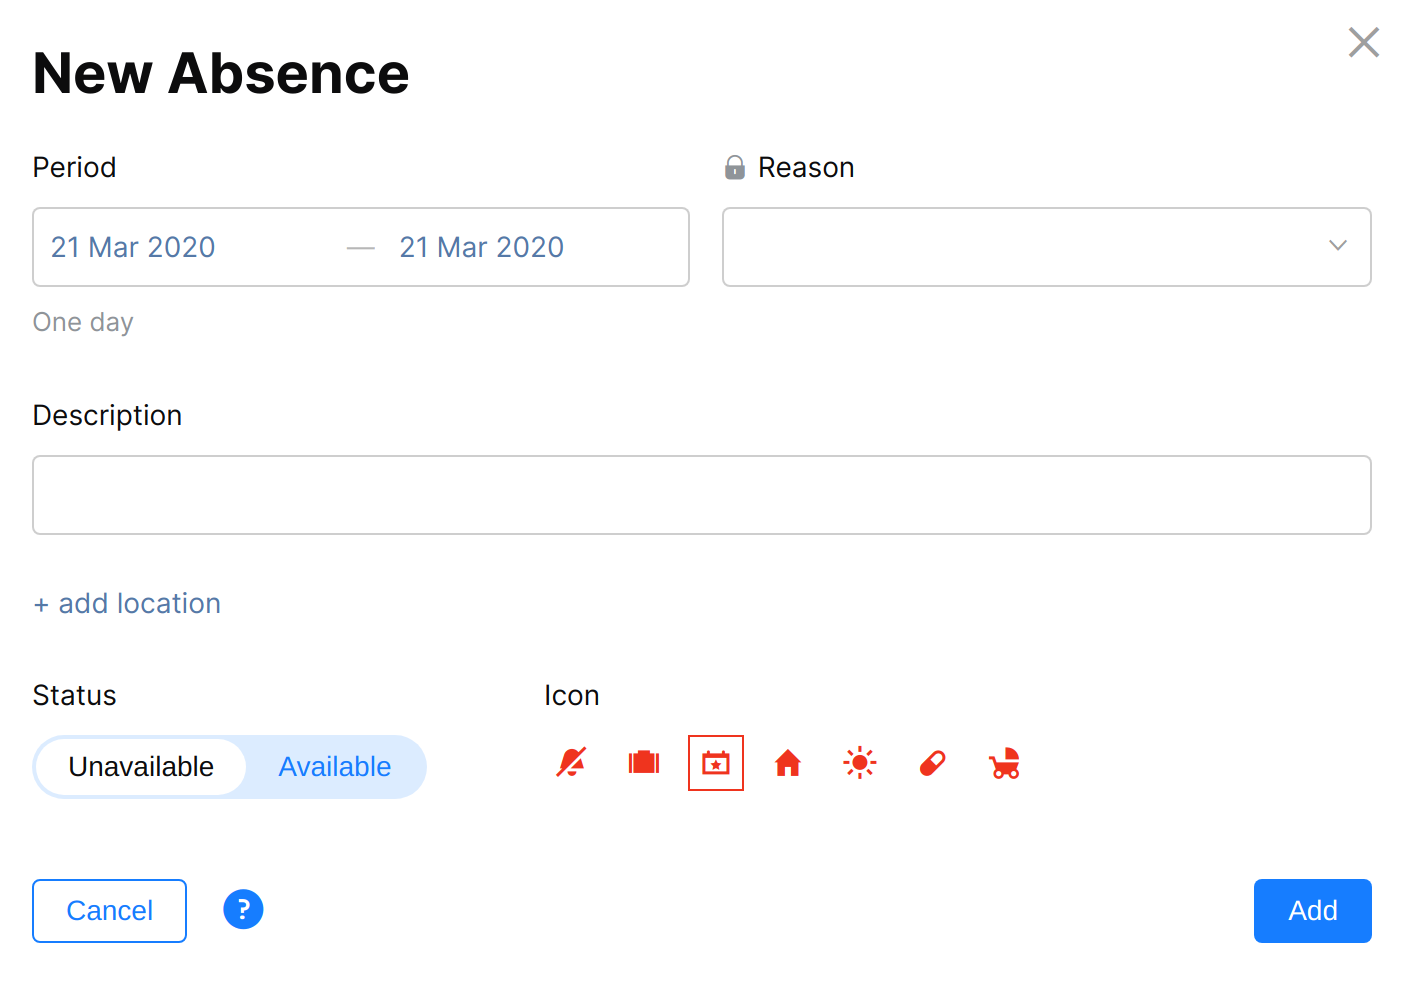 New Absence
Period
Reason
21 Mar 2020 — 21 Mar 2020
One day
Description
+ add location
Status
Icon
Unavailable
Available
Cancel
?
Add